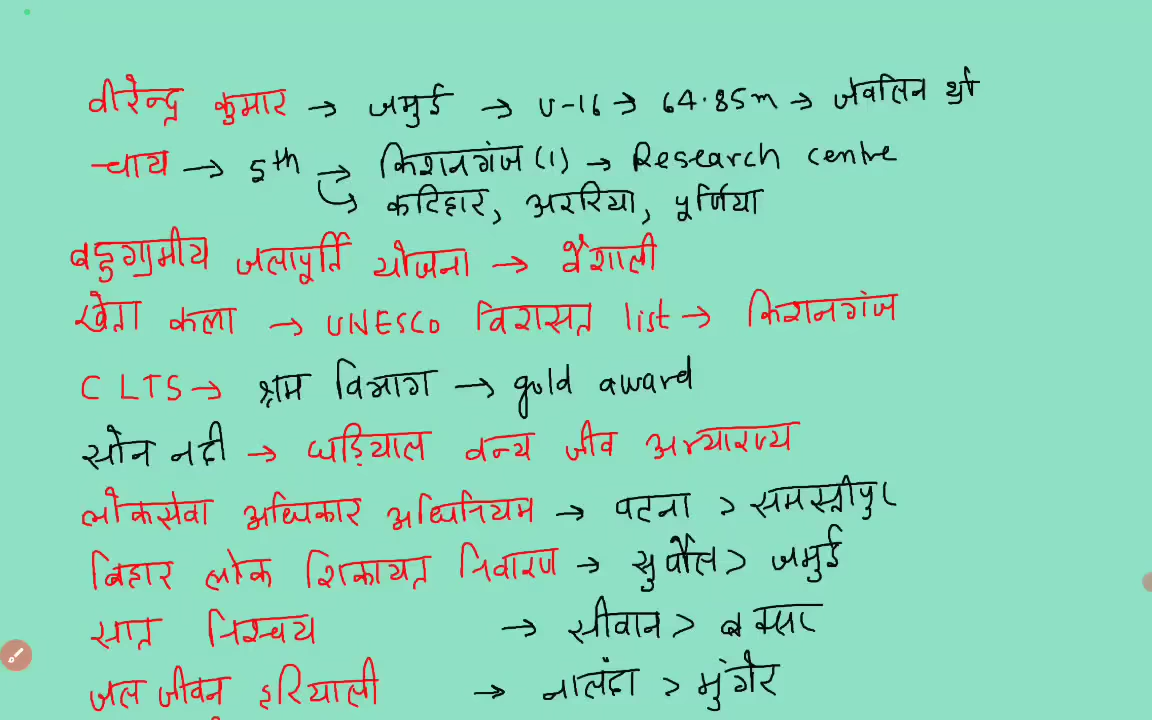 वीरेन्द्र कुमार → जमुई → U-16 → 64.85m → जेवलिन थ्रो
चाय → 5th → किशनगंज (1) → Research centre
↳ कटिहार, अररिया, पूर्णिया
बहुग्रामीय जलापूर्ति योजना → वैशाली
खेता कला → UNESCO विरासत list → किशनगंज
CLTS → श्रम विभाग → gold award
सोन नदी → घड़ियाल वन्य जीव अभ्यारण्य
लोकसेवा अधिकार अधिनियम → पटना > समस्तीपुर
बिहार लोक शिकायत निवारण → सुपौल > जमुई
सात निश्चय → सीवान > बक्सर
जल जीवन हरियाली → नालंदा > मुंगेर